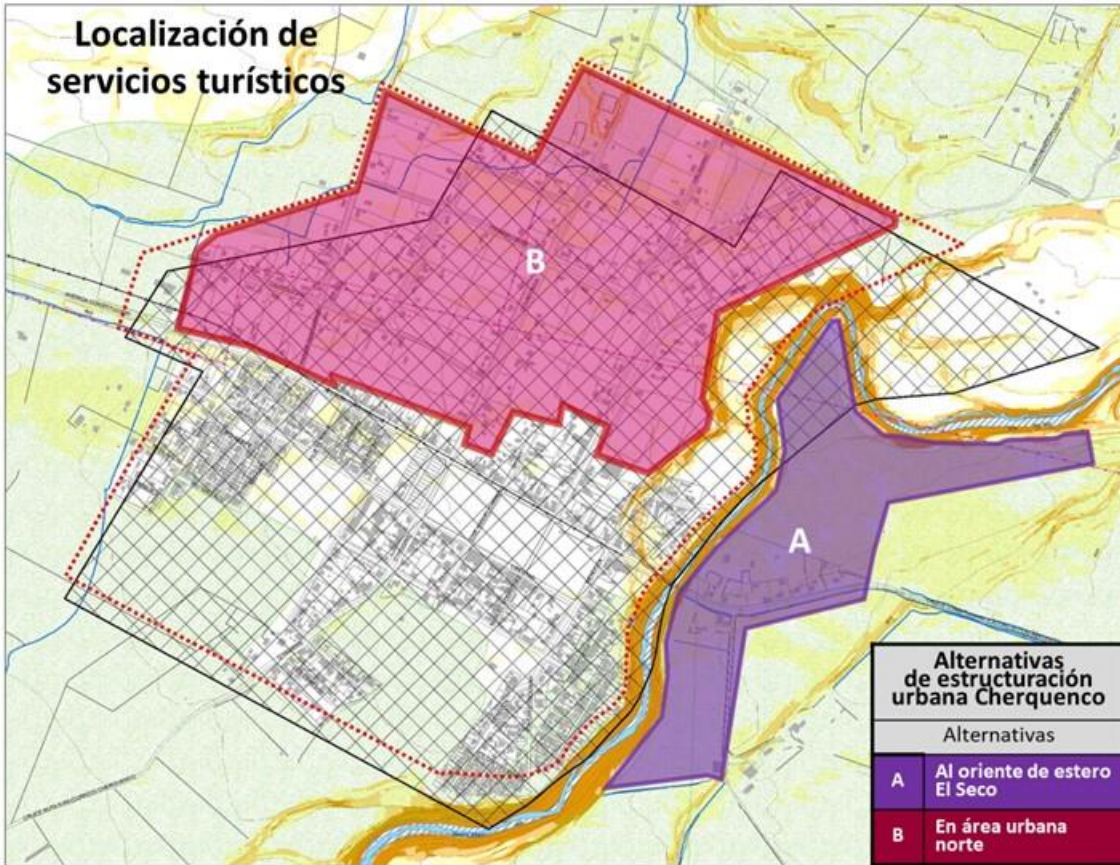 Localización de
servicios turísticos
B
A
Alternativas
de estructuración
urbana Cherquenco
Alternativas
A
Al oriente de estero
El Seco
B
En área urbana
norte